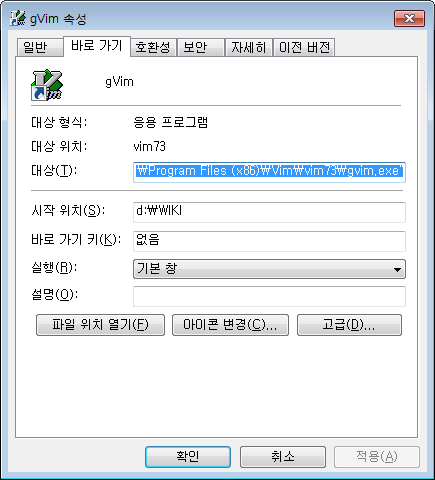 gVim 속성
일반 바로 가기 호환성 보안 자세히 이전 버전
gVim
대상 형식: 응용 프로그램
대상 위치: vim73
대상(T): ₩Program Files (x86)₩Vim₩vim73₩gvim.exe"
시작 위치(S): d:₩WIKI
바로 가기 키(K): 없음
실행(R): 기본 창
설명(O):
파일 위치 열기(F) 아이콘 변경(C)... 고급(D)...
확인 취소 적용(A)